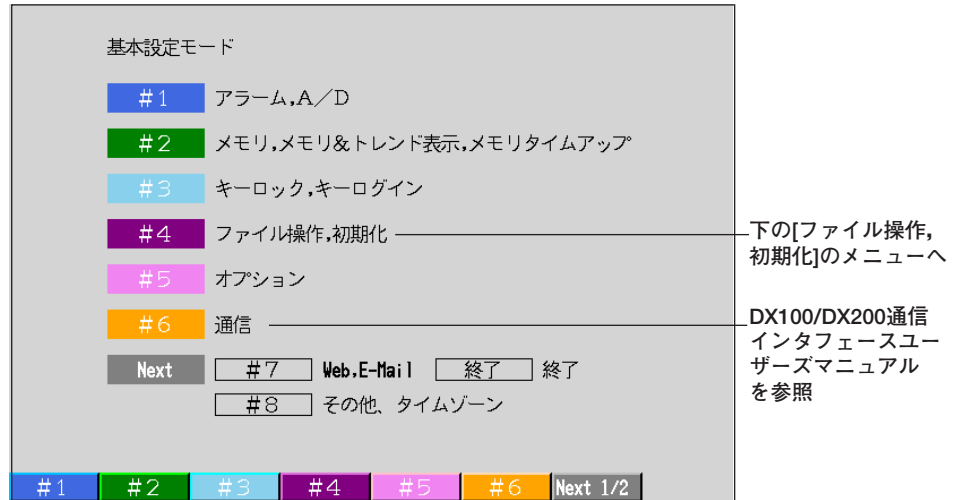 基本設定モード
#1 アラーム,A/D
#2 メモリ,メモリ&トレンド表示,メモリタイムアップ
#3 キーロック,キーログイン
#4 ファイル操作,初期化
下の[ファイル操作,
初期化]のメニューへ
#5 オプション
#6 通信
DX100/DX200通信
インタフェースユー
ザーズマニュアル
を参照
Next #7 Web,E-Mail 終了 終了
#8 その他、タイムゾーン
#1 #2 #3 #4 #5 #6 Next 1/2